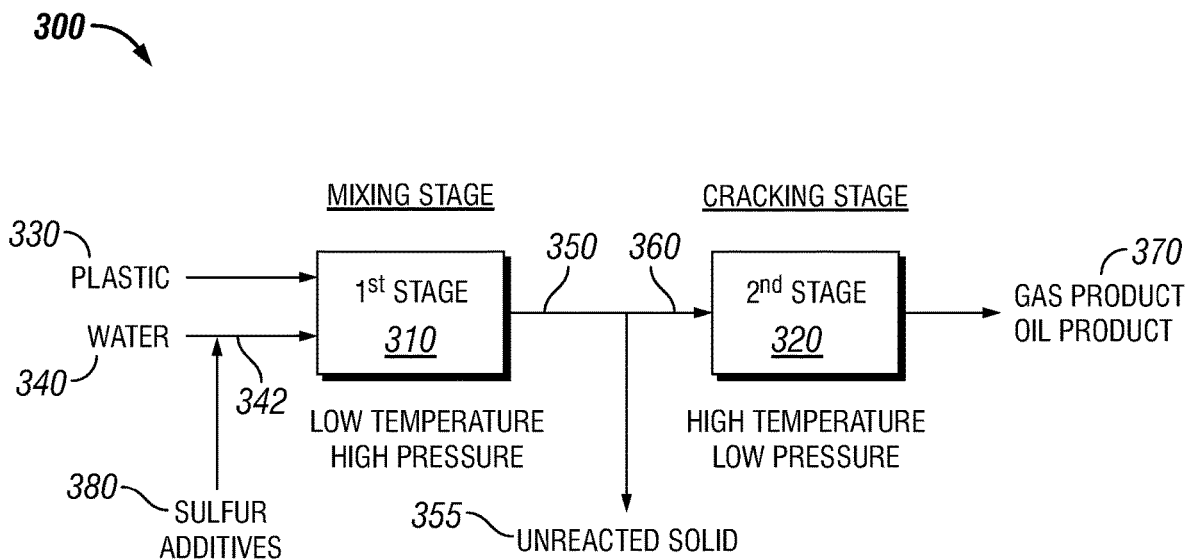 300
MIXING STAGE
CRACKING STAGE
330
PLASTIC
350
360
370
1st STAGE
310
2nd STAGE
320
GAS PRODUCT
OIL PRODUCT
WATER
340
342
LOW TEMPERATURE
HIGH PRESSURE
HIGH TEMPERATURE
LOW PRESSURE
380
SULFUR
ADDITIVES
355
UNREACTED SOLID